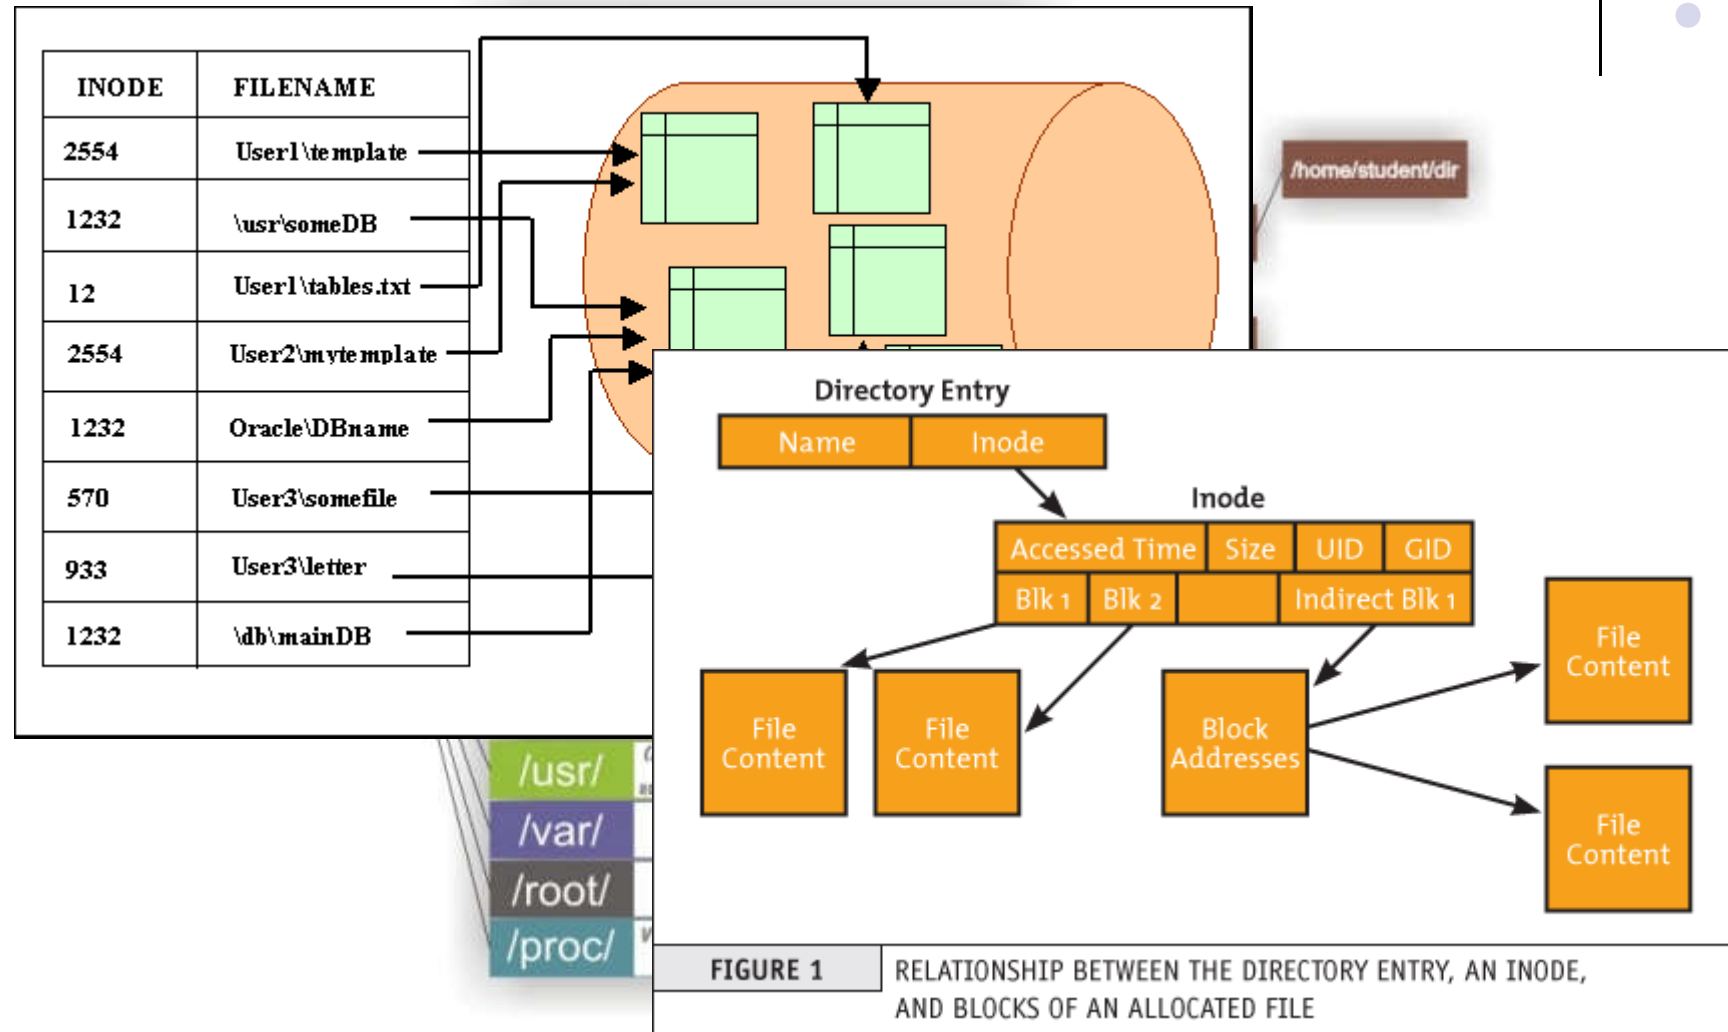 INODE FILENAME
2554 User1\template
1232 \usr\someDB
12 User1\tables.txt
2554 User2\mytemplate
1232 Oracle\DBname
570 User3\somefile
933 User3\letter
1232 \db\mainDB
/home/student/dir
Directory Entry
Name Inode
Inode
Accessed Time Size UID GID
Blk 1 Blk 2 Indirect Blk 1
File
Content
File
Content
Block
Addresses
File
Content
File
Content
/usr/
/var/
/root/
/proc/
FIGURE 1
RELATIONSHIP BETWEEN THE DIRECTORY ENTRY, AN INODE,
AND BLOCKS OF AN ALLOCATED FILE